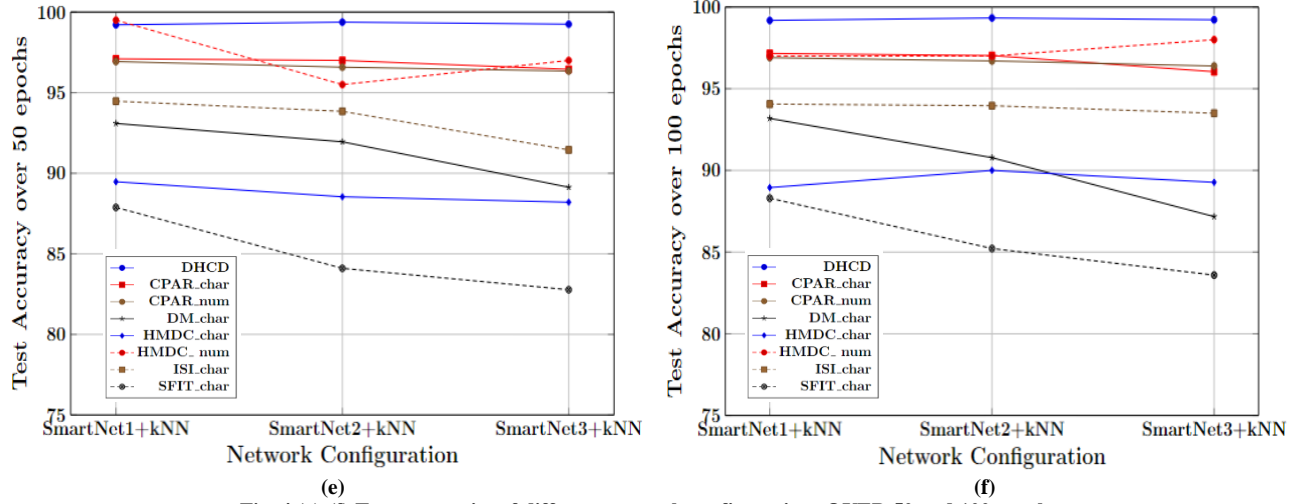 Test Accuracy over 50 epochs
100
95
90
85
80
75
DHCD
CPAR_char
CPAR_num
DM_char
HMDC_char
HMDC_ num
ISI_char
SFIT_char
SmartNet1+kNN SmartNet2+kNN SmartNet3+kNN
Network Configuration
(e)
Test Accuracy over 100 epochs
100
95
90
85
80
75
DHCD
CPAR_char
CPAR_num
DM_char
HMDC_char
HMDC_ num
ISI_char
SFIT_char
SmartNet1+kNN SmartNet2+kNN SmartNet3+kNN
Network Configuration
(f)